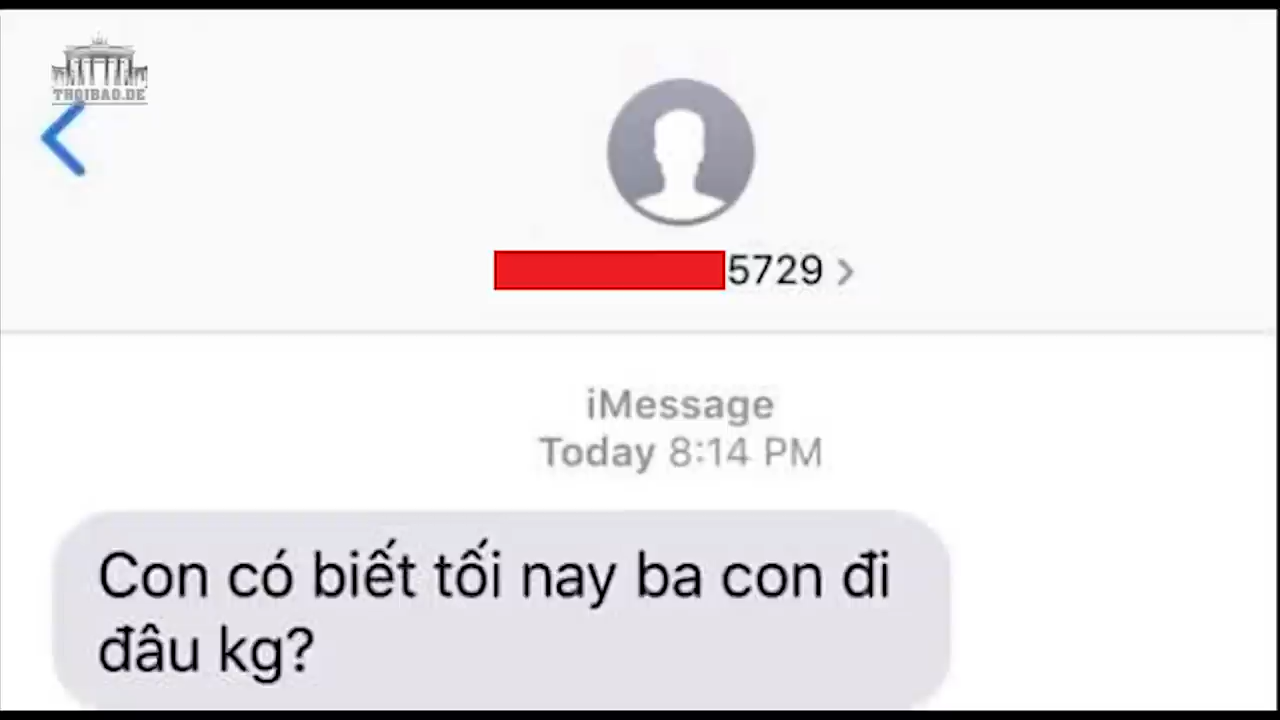 THOIBAO.DE
5729
iMessage
Today 8:14 PM
Con có biết tối nay ba con đi
đâu kg?